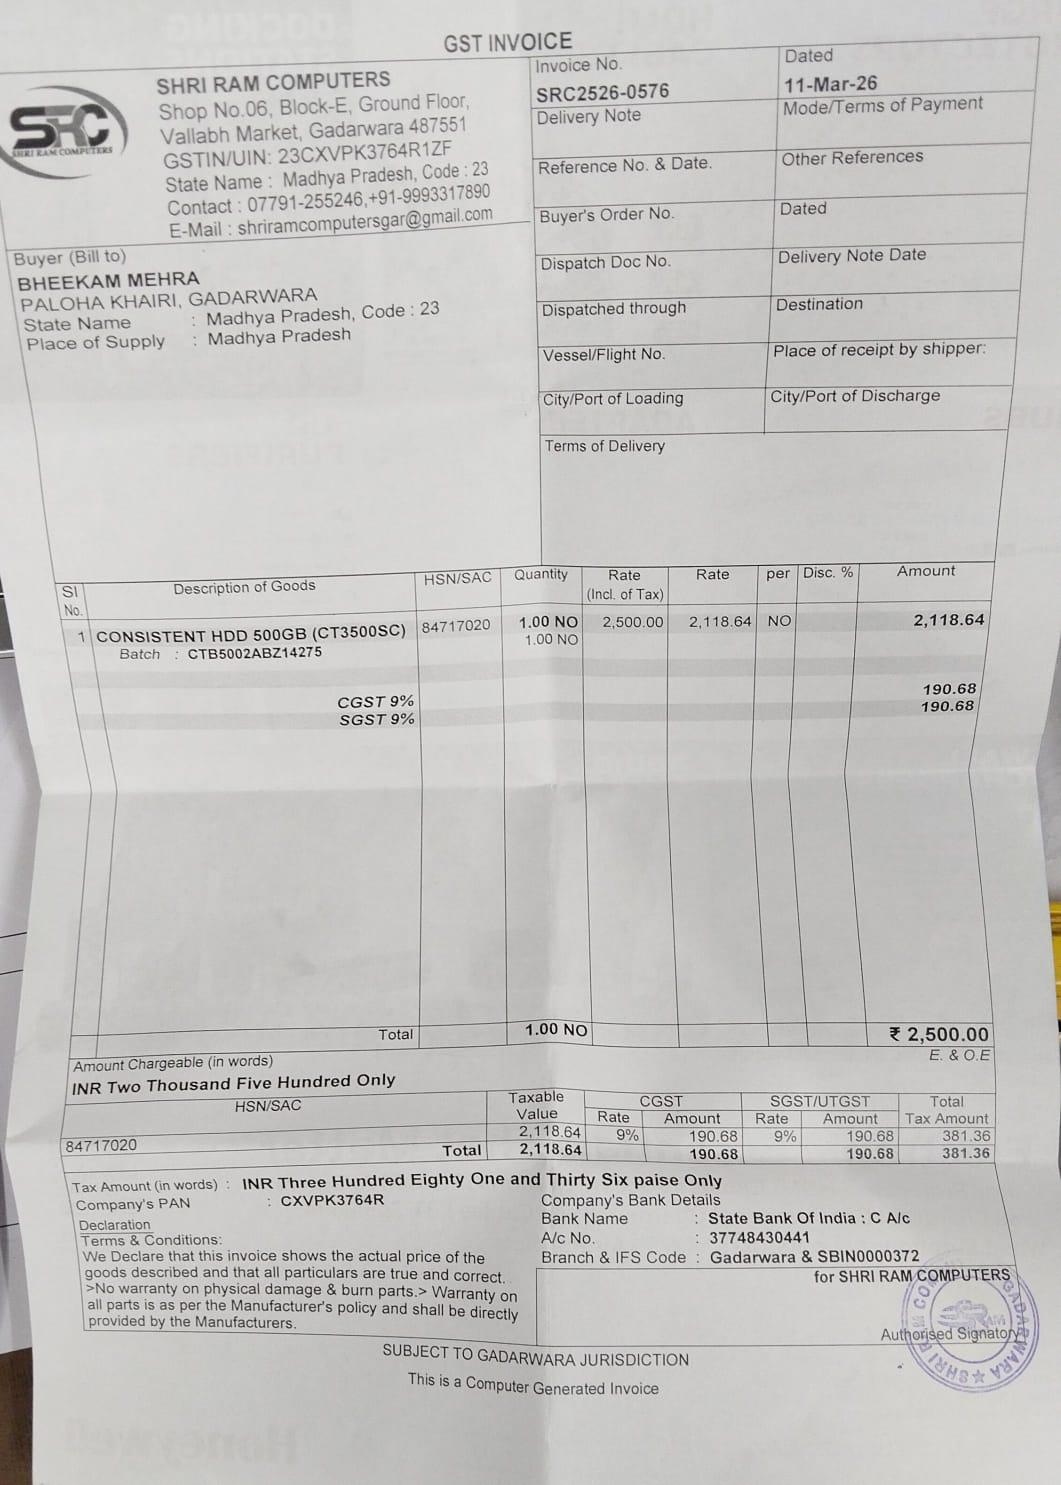 GST INVOICE
SRC
SHRI RAM COMPUTERS
SHRI RAM COMPUTERS
Shop No.06, Block-E, Ground Floor,
Vallabh Market, Gadarwara 487551
GSTIN/UIN: 23CXVPK3764R1ZF
State Name : Madhya Pradesh, Code : 23
Contact : 07791-255246,+91-9993317890
E-Mail : shriramcomputersgar@gmail.com
Invoice No.
SRC2526-0576
Dated
11-Mar-26
Delivery Note
Mode/Terms of Payment
Reference No. & Date.
Other References
Buyer's Order No.
Dated
Dispatch Doc No.
Delivery Note Date
Dispatched through
Destination
Vessel/Flight No.
Place of receipt by shipper:
City/Port of Loading
City/Port of Discharge
Terms of Delivery
Buyer (Bill to)
BHEEKAM MEHRA
PALOHA KHAIRI, GADARWARA
State Name : Madhya Pradesh, Code : 23
Place of Supply : Madhya Pradesh
Sl No. Description of Goods HSN/SAC Quantity Rate (Incl. of Tax) Rate per Disc. % Amount
1 CONSISTENT HDD 500GB (CT3500SC) 84717020 1.00 NO 2,500.00 2,118.64 NO 2,118.64
Batch : CTB5002ABZ14275 1.00 NO
CGST 9% 190.68
SGST 9% 190.68
Total 1.00 NO ₹ 2,500.00
Amount Chargeable (in words) E. & O.E
INR Two Thousand Five Hundred Only
HSN/SAC Taxable Value CGST SGST/UTGST Total Tax Amount
Rate Amount Rate Amount
84717020 2,118.64 9% 190.68 9% 190.68 381.36
Total 2,118.64 190.68 190.68 381.36
Tax Amount (in words) : INR Three Hundred Eighty One and Thirty Six paise Only
Company's PAN : CXVPK3764R
Declaration
Terms & Conditions:
We Declare that this invoice shows the actual price of the
goods described and that all particulars are true and correct.
>No warranty on physical damage & burn parts.> Warranty on
all parts is as per the Manufacturer's policy and shall be directly
provided by the Manufacturers.
Company's Bank Details
Bank Name : State Bank Of India : C A/c
A/c No. : 37748430441
Branch & IFS Code : Gadarwara & SBIN0000372
for SHRI RAM COMPUTERS
Authorised Signatory
SHRI RAM COM GADARWARA
SUBJECT TO GADARWARA JURISDICTION
This is a Computer Generated Invoice